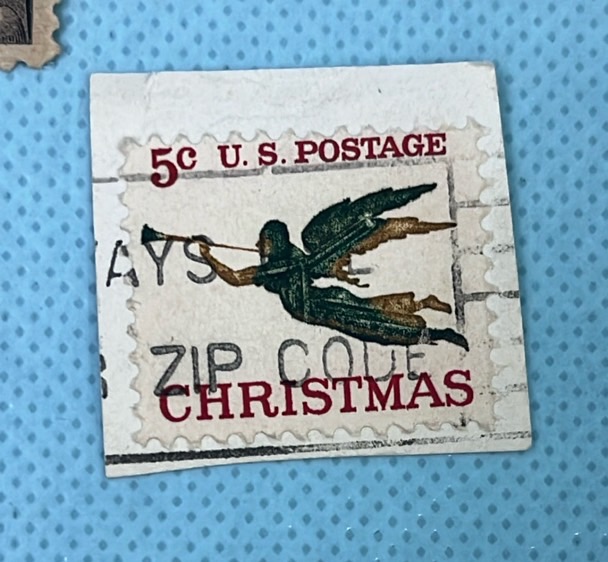 5c U. S. POSTAGE
AYS
ZIP CODE
CHRISTMAS